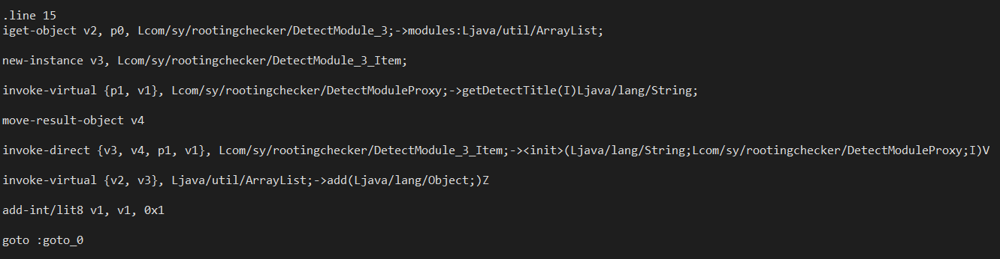 .line 15
iget-object v2, p0, Lcom/sy/rootingchecker/DetectModule_3;->modules:Ljava/util/ArrayList;
new-instance v3, Lcom/sy/rootingchecker/DetectModule_3_Item;
invoke-virtual {p1, v1}, Lcom/sy/rootingchecker/DetectModuleProxy;->getDetectTitle(I)Ljava/lang/String;
move-result-object v4
invoke-direct {v3, v4, p1, v1}, Lcom/sy/rootingchecker/DetectModule_3_Item;-><init>(Ljava/lang/String;Lcom/sy/rootingchecker/DetectModuleProxy;I)V
invoke-virtual {v2, v3}, Ljava/util/ArrayList;->add(Ljava/lang/Object;)Z
add-int/lit8 v1, v1, 0x1
goto :goto_0